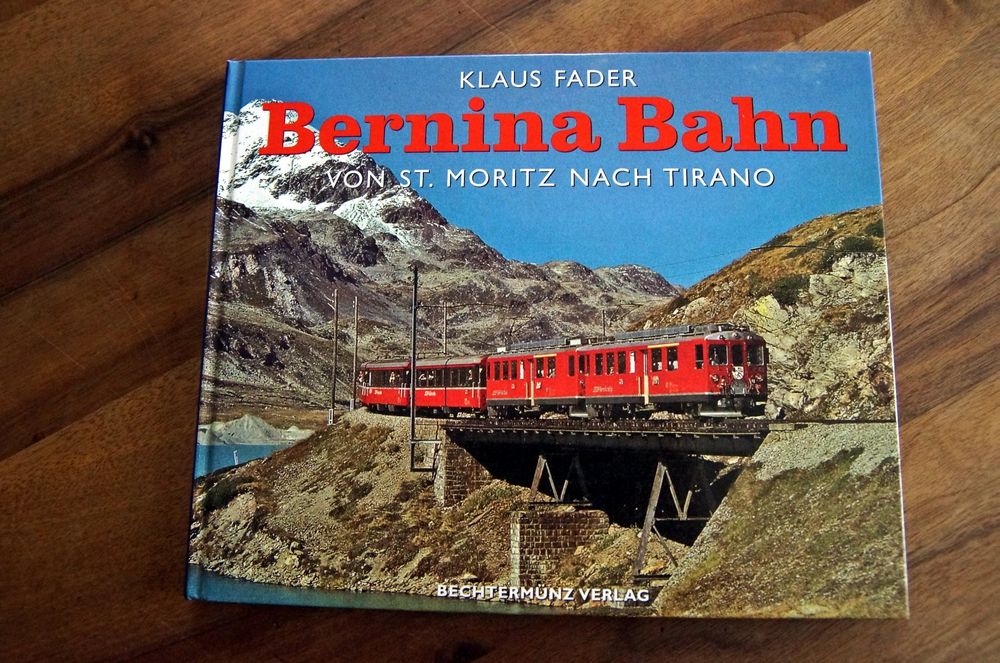 KLAUS FADER
Bernina Bahn
VON ST. MORITZ NACH TIRANO
BECHTERMÜNZ VERLAG